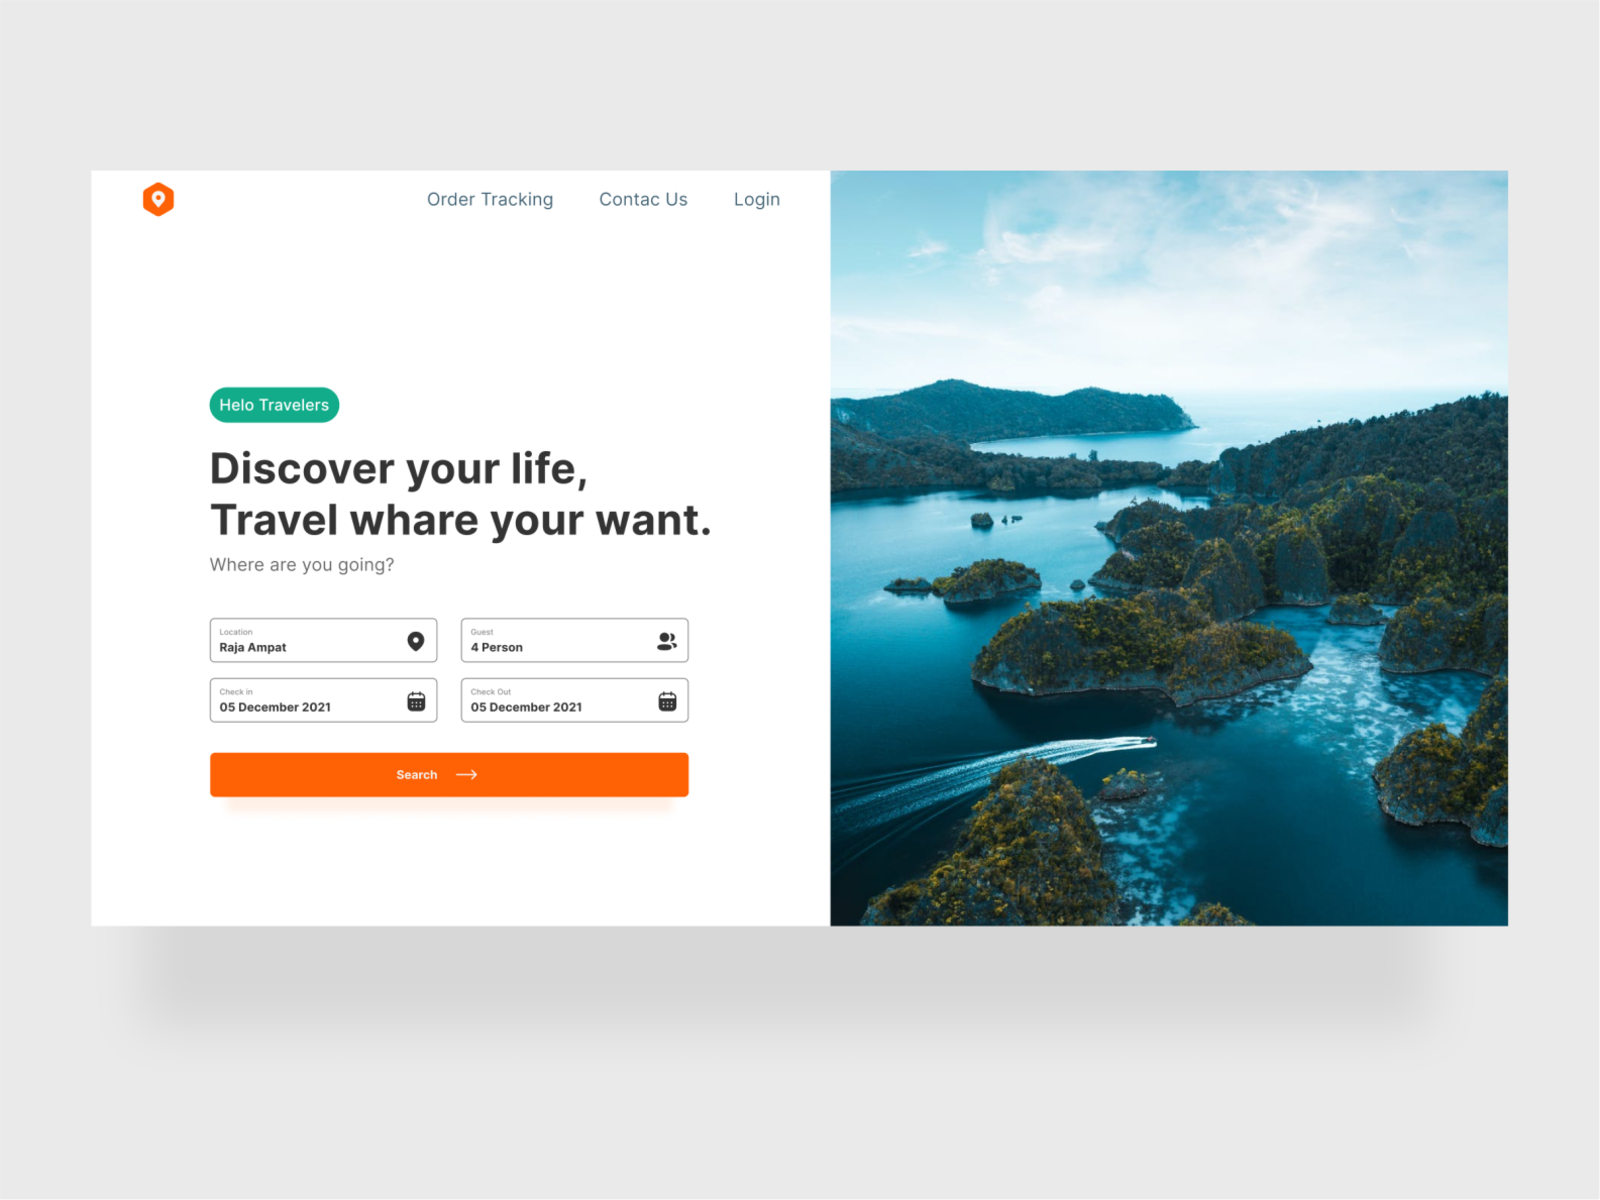 Order Tracking
Contac Us
Login
Helo Travelers
Discover your life,
Travel whare your want.
Where are you going?
Location
Raja Ampat
Guest
4 Person
Check in
05 December 2021
Check Out
05 December 2021
Search